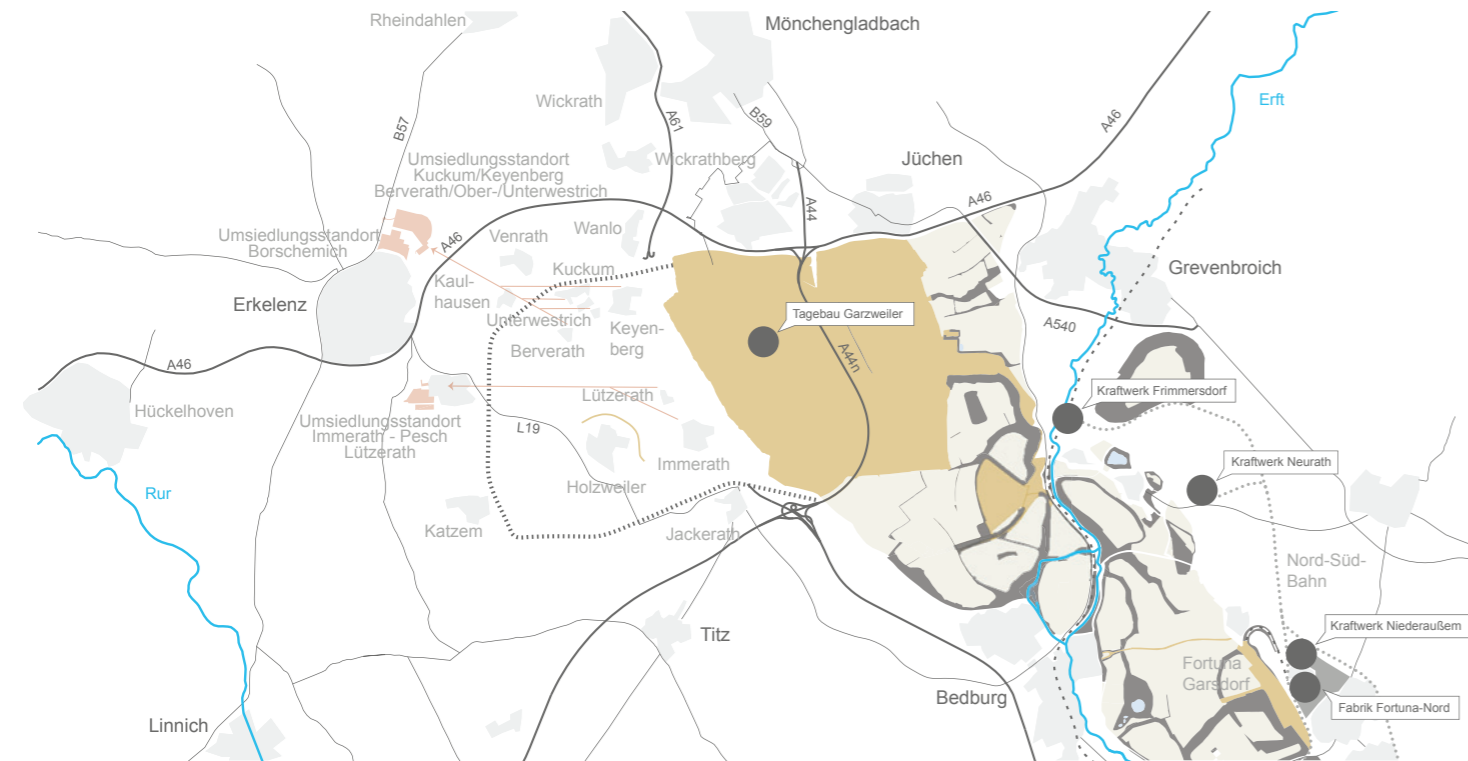 Rheindahlen
Mönchengladbach
Wickrath
Erft
A61
B59
A46
B57
Umsiedlungsstandort
Kuckum/Keyenberg
Berverath/Ober-/Unterwestrich
Wickrathberg
Jüchen
A46
A44
Umsiedlungsstandort
Borschemich
A46
Venrath
Wanlo
Kaul-
hausen
Kuckum
Grevenbroich
Erkelenz
Unterwestrich
Keyen-
berg
Tagebau Garzweiler
A540
Berverath
A44n
A46
Kraftwerk Frimmersdorf
Hückelhoven
Lützerath
Umsiedlungsstandort
Immerath - Pesch
Lützerath
L19
Immerath
Kraftwerk Neurath
Rur
Holzweiler
Katzem
Jackerath
Nord-Süd-
Bahn
Titz
Kraftwerk Niederaußem
Fortuna
Garsdorf
Bedburg
Fabrik Fortuna-Nord
Linnich